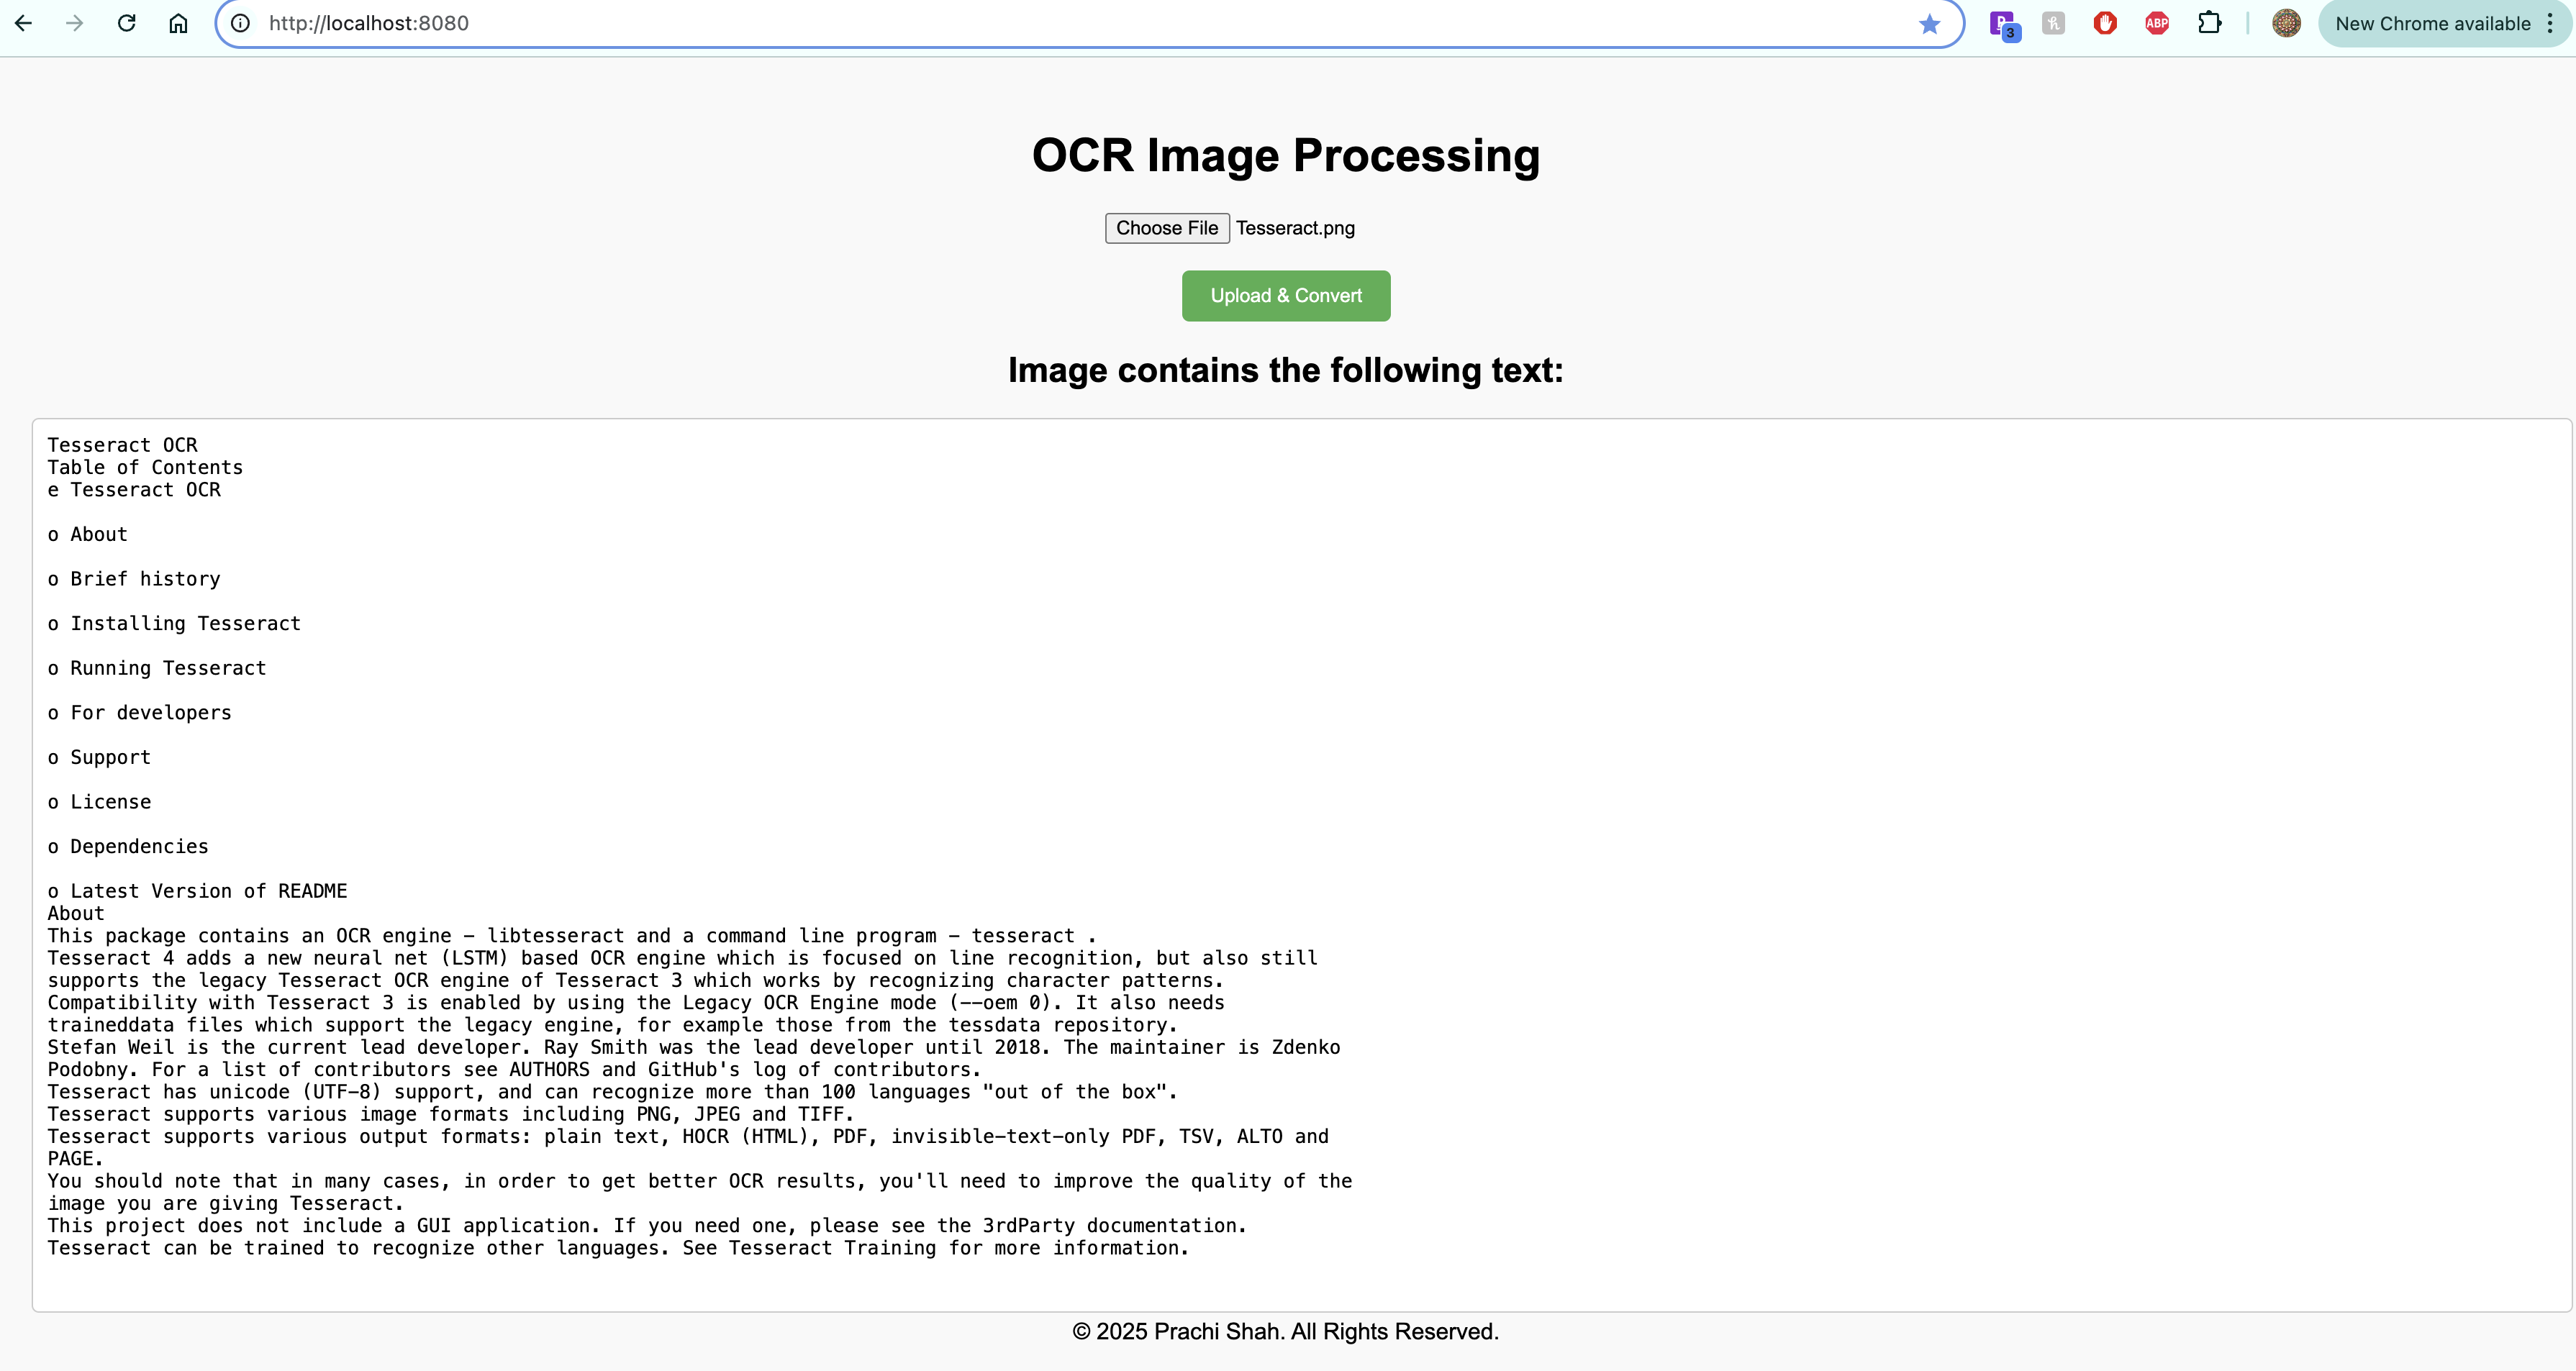 http://localhost:8080
3
ABP
New Chrome available
OCR Image Processing
Choose File Tesseract.png
Upload & Convert
Image contains the following text:
Tesseract OCR
Table of Contents
e Tesseract OCR
o About
o Brief history
o Installing Tesseract
o Running Tesseract
o For developers
o Support
o License
o Dependencies
o Latest Version of README
About
This package contains an OCR engine – libtesseract and a command line program – tesseract .
Tesseract 4 adds a new neural net (LSTM) based OCR engine which is focused on line recognition, but also still
supports the legacy Tesseract OCR engine of Tesseract 3 which works by recognizing character patterns.
Compatibility with Tesseract 3 is enabled by using the Legacy OCR Engine mode (--oem 0). It also needs
traineddata files which support the legacy engine, for example those from the tessdata repository.
Stefan Weil is the current lead developer. Ray Smith was the lead developer until 2018. The maintainer is Zdenko
Podobny. For a list of contributors see AUTHORS and GitHub's log of contributors.
Tesseract has unicode (UTF-8) support, and can recognize more than 100 languages "out of the box".
Tesseract supports various image formats including PNG, JPEG and TIFF.
Tesseract supports various output formats: plain text, HOCR (HTML), PDF, invisible-text-only PDF, TSV, ALTO and
PAGE.
You should note that in many cases, in order to get better OCR results, you'll need to improve the quality of the
image you are giving Tesseract.
This project does not include a GUI application. If you need one, please see the 3rdParty documentation.
Tesseract can be trained to recognize other languages. See Tesseract Training for more information.
© 2025 Prachi Shah. All Rights Reserved.